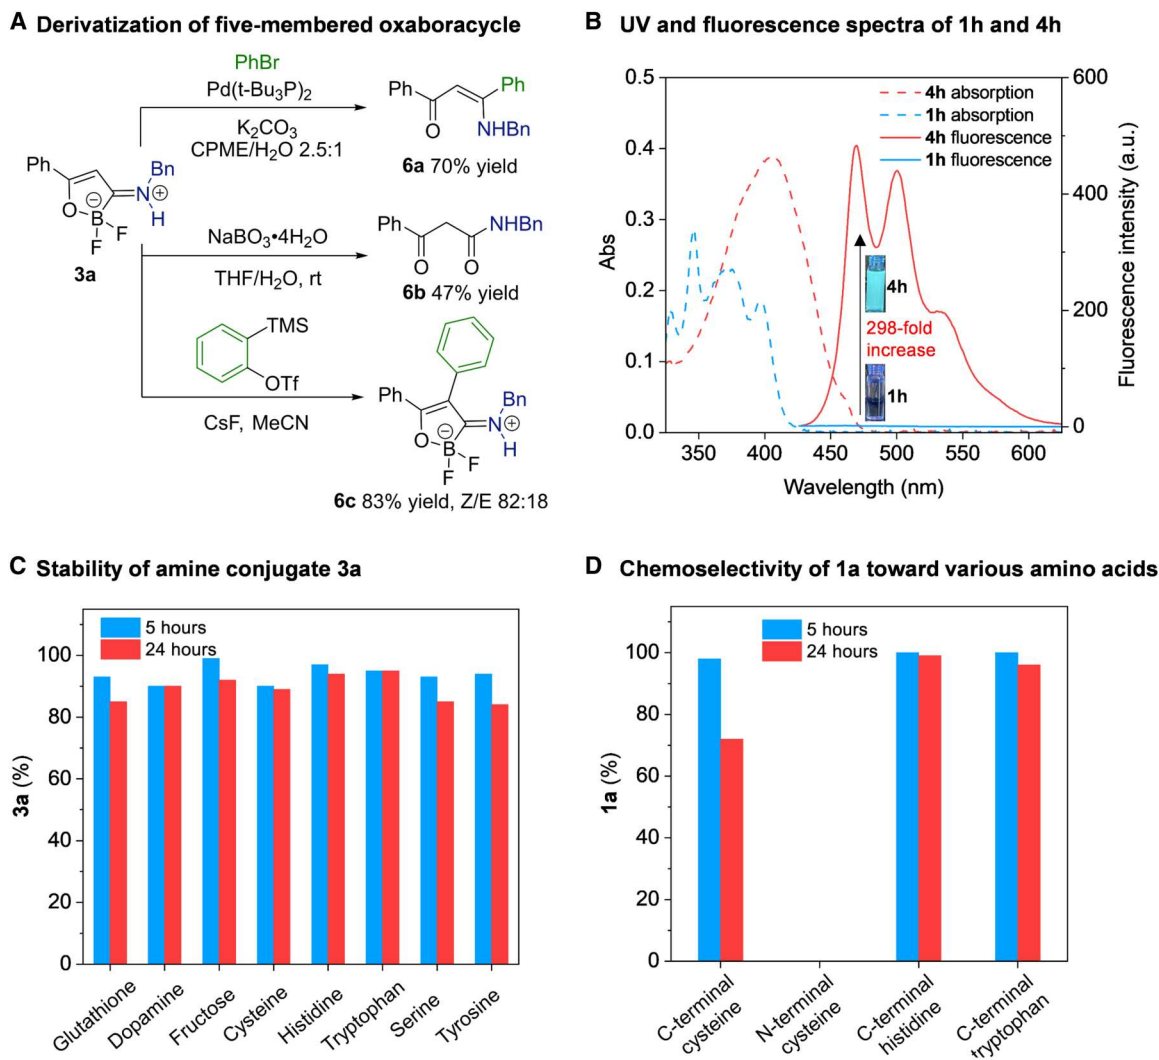 A Derivatization of five-membered oxaboracycle
PhBr
Pd(t-Bu₃P)₂
K₂CO₃
CPME/H₂O 2.5:1
Ph
O
Ph
NHBn
6a 70% yield
Ph
O
B
F
F
N
H
Bn
3a
NaBO₃•4H₂O
THF/H₂O, rt
Ph
O
O
NHBn
6b 47% yield
TMS
OTf
CsF, MeCN
Ph
O
B
F
F
N
H
Bn
6c 83% yield, Z/E 82:18
B UV and fluorescence spectra of 1h and 4h
4h absorption
1h absorption
4h fluorescence
1h fluorescence
4h
298-fold
increase
1h
Abs
0.5
0.4
0.3
0.2
0.1
0.0
Fluorescence intensity (a.u.)
600
400
200
0
350 400 450 500 550 600
Wavelength (nm)
C Stability of amine conjugate 3a
5 hours
24 hours
3a (%)
100
80
60
40
20
0
Glutathione
Dopamine
Fructose
Cysteine
Histidine
Tryptophan
Serine
Tyrosine
D Chemoselectivity of 1a toward various amino acids
5 hours
24 hours
1a (%)
100
80
60
40
20
0
C-terminal
cysteine
N-terminal
cysteine
C-terminal
histidine
C-terminal
tryptophan